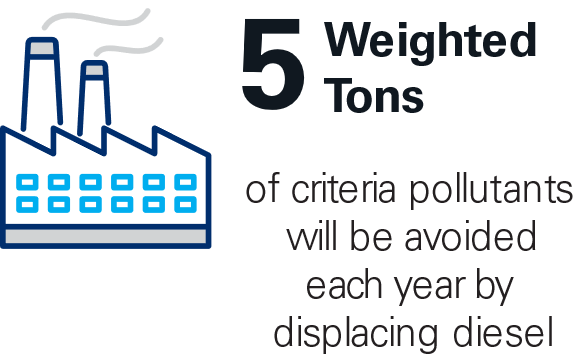 5 Weighted
Tons
of criteria pollutants
will be avoided
each year by
displacing diesel